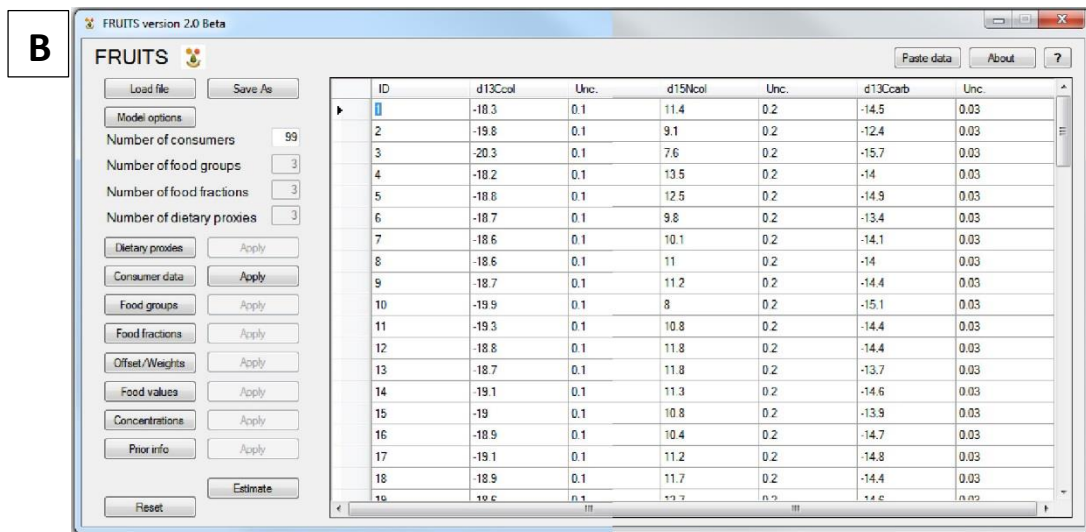 B
FRUITS version 2.0 Beta
FRUITS
Paste data About ?
Load file Save As
Model options
Number of consumers 99
Number of food groups 3
Number of food fractions 3
Number of dietary proxies 3
Dietary proxies Apply
Consumer data Apply
Food groups Apply
Food fractions Apply
Offset/Weights Apply
Food values Apply
Concentrations Apply
Prior info Apply
Estimate
Reset
ID d13Ccol Unc. d15Ncol Unc. d13Ccarb Unc.
1 -18.3 0.1 11.4 0.2 -14.5 0.03
2 -19.8 0.1 9.1 0.2 -12.4 0.03
3 -20.3 0.1 7.6 0.2 -15.7 0.03
4 -18.2 0.1 13.5 0.2 -14 0.03
5 -18.8 0.1 12.5 0.2 -14.9 0.03
6 -18.7 0.1 9.8 0.2 -13.4 0.03
7 -18.6 0.1 10.1 0.2 -14.1 0.03
8 -18.6 0.1 11 0.2 -14 0.03
9 -18.7 0.1 11.2 0.2 -14.4 0.03
10 -19.9 0.1 8 0.2 -15.1 0.03
11 -19.3 0.1 10.8 0.2 -14.4 0.03
12 -18.8 0.1 11.8 0.2 -14.4 0.03
13 -18.7 0.1 11.8 0.2 -13.7 0.03
14 -19.1 0.1 11.3 0.2 -14.6 0.03
15 -19 0.1 10.8 0.2 -13.9 0.03
16 -18.9 0.1 10.4 0.2 -14.7 0.03
17 -19.1 0.1 11.2 0.2 -14.8 0.03
18 -18.9 0.1 11.7 0.2 -14.4 0.03